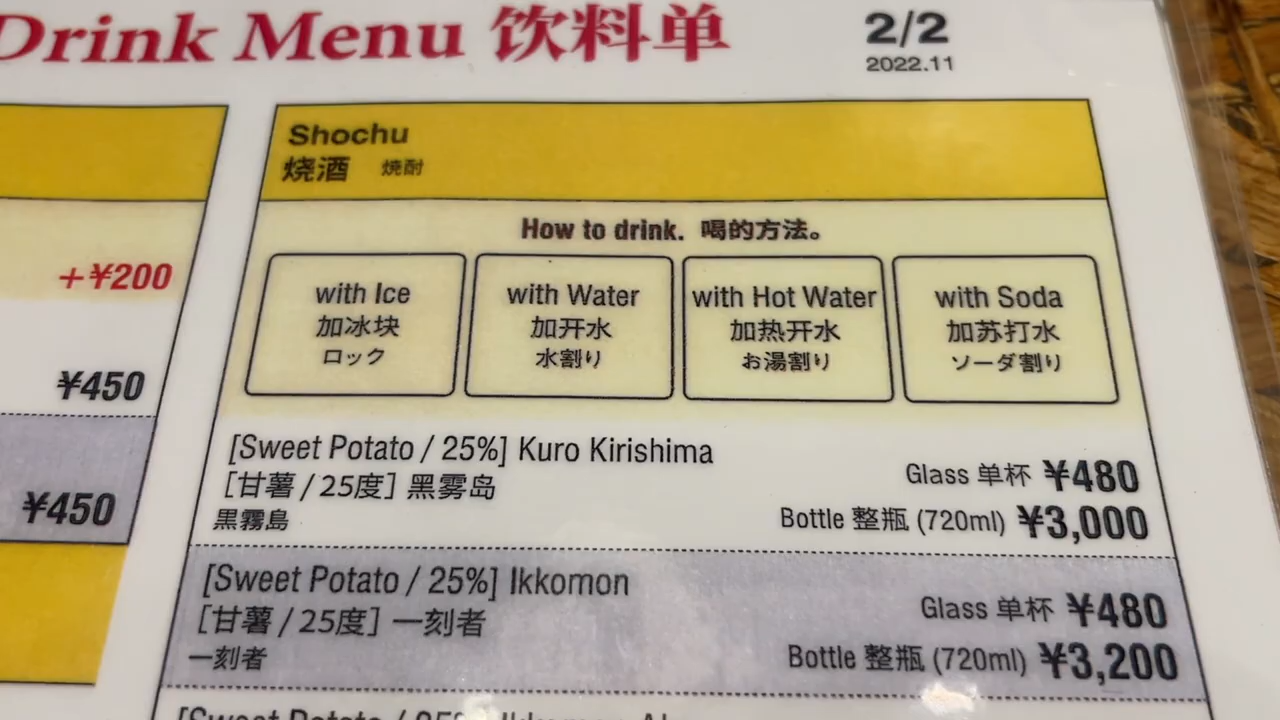 Drink Menu 饮料单
2/2
2022.11
+¥200
¥450
¥450
Shochu
烧酒 焼酎
How to drink. 喝的方法。
with Ice
加冰块
ロック
with Water
加开水
水割り
with Hot Water
加热开水
お湯割り
with Soda
加苏打水
ソーダ割り
[Sweet Potato / 25%] Kuro Kirishima
[甘薯 / 25度] 黑雾岛
黒霧島
Glass 单杯 ¥480
Bottle 整瓶 (720ml) ¥3,000
[Sweet Potato / 25%] Ikkomon
[甘薯 / 25度] 一刻者
一刻者
Glass 单杯 ¥480
Bottle 整瓶 (720ml) ¥3,200
[Sweet Potato / 25%] Ikkomon